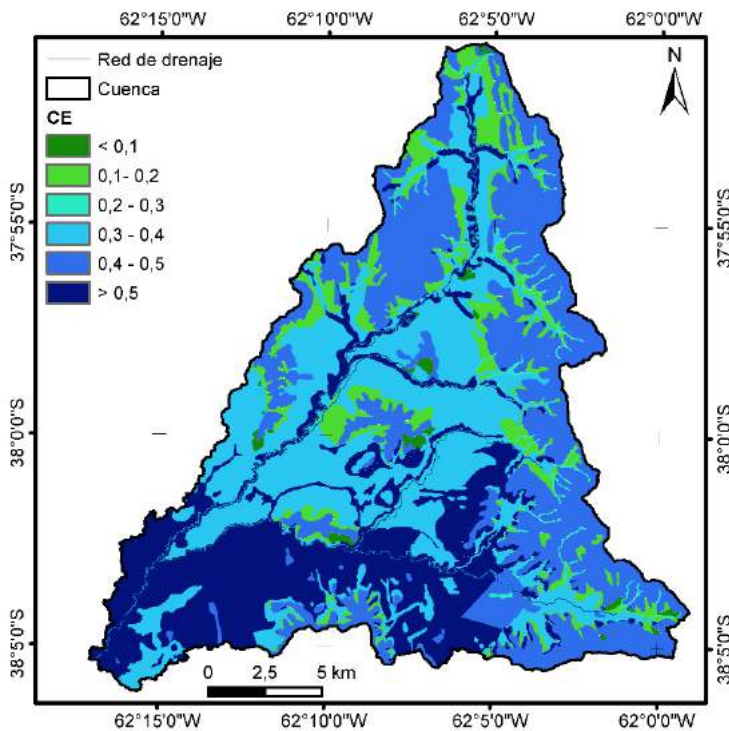 62°15'0"W 62°10'0"W 62°5'0"W 62°0'0"W
N
Red de drenaje
Cuenca
CE
< 0,1
0,1- 0,2
0,2 - 0,3
0,3 - 0,4
0,4 - 0,5
> 0,5
37°55'0"S 37°55'0"S
38°0'0"S 38°0'0"S
38°5'0"S 38°5'0"S
0 2,5 5 km
62°15'0"W 62°10'0"W 62°5'0"W 62°0'0"W